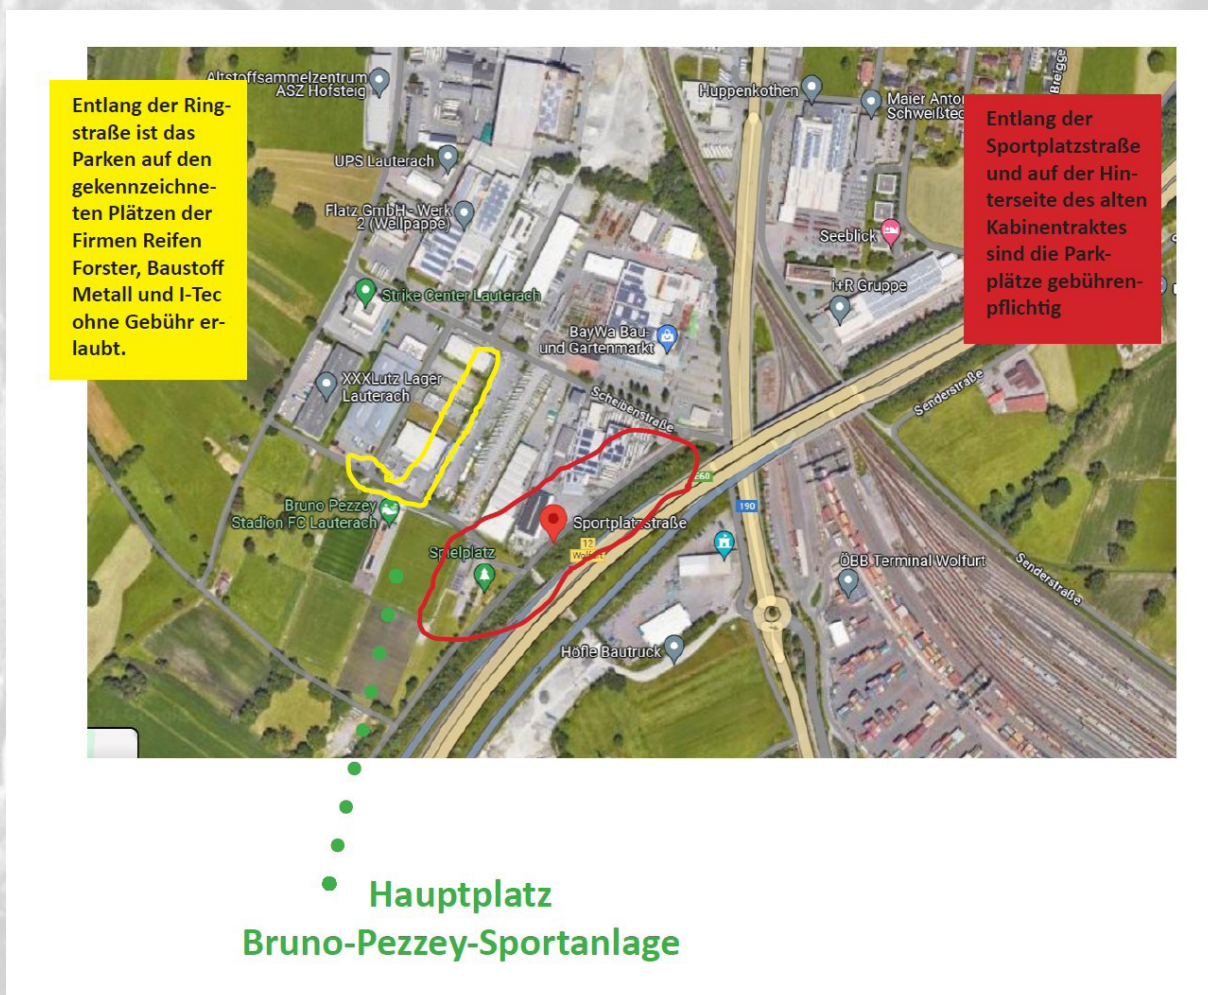 Entlang der Ring-
straße ist das
Parken auf den
gekennzeichne-
ten Plätzen der
Firmen Reifen
Forster, Baustoff
Metall und I-Tec
ohne Gebühr er-
laubt.
Altstoffsammelzentrum
ASZ Hofsteig
UPS Lauterach
Flatz GmbH - Werk
2 (Wellpappe)
Strike Center Lauterach
XXXLutz Lager
Lauterach
BayWa Bau-
und Gartenmarkt
Scheibenstraße
Bruno Pezzey
Stadion FC Lauterach
Spielplatz
Sportplatzstraße
12
Wolfurt
190
Höfle Bautruck
ÖBB Terminal Wolfurt
Senderstraße
Senderstraße
Huppenkothen
Maier Anto
Schweißtec
Seeblick
i+R Gruppe
Entlang der
Sportplatzstraße
und auf der Hin-
terseite des alten
Kabinentraktes
sind die Park-
plätze gebühren-
pflichtig
Hauptplatz
Bruno-Pezzey-Sportanlage